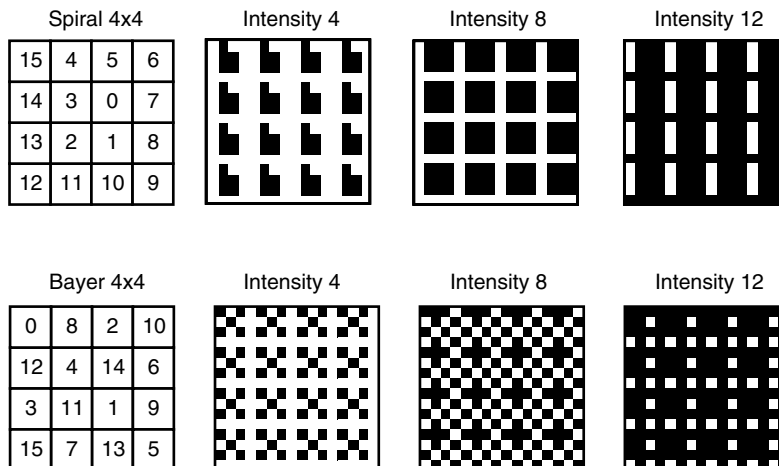 Spiral 4x4 Intensity 4 Intensity 8 Intensity 12
15 4 5 6
14 3 0 7
13 2 1 8
12 11 10 9
Bayer 4x4 Intensity 4 Intensity 8 Intensity 12
0 8 2 10
12 4 14 6
3 11 1 9
15 7 13 5